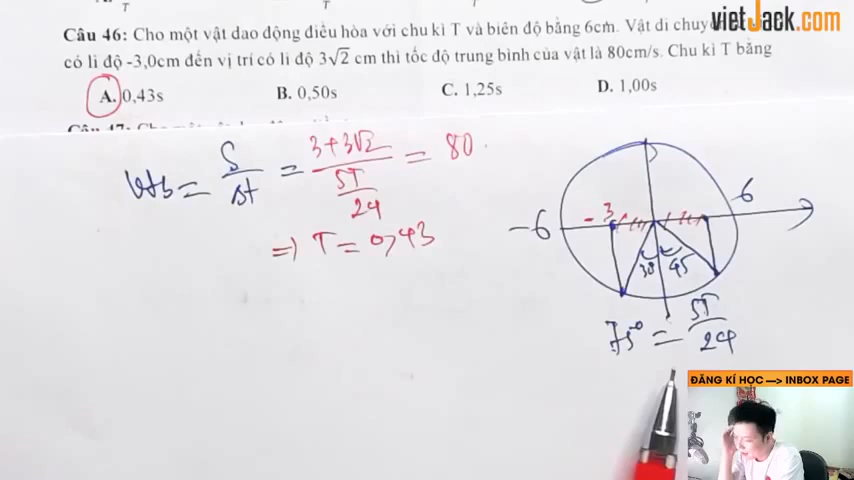 T
T
vietJack.com
Câu 46: Cho một vật dao động điều hòa với chu kì T và biên độ bằng 6cm. Vật di chuyển
có li độ -3,0cm đến vị trí có li độ 3√2 cm thì tốc độ trung bình của vật là 80cm/s. Chu kì T bằng
A. 0,43s B. 0,50s C. 1,25s D. 1,00s
Câu 47:
Vtb = S/Δt = (3+3√2)/(5T/24) = 80
=> T = 0,43
-6 -3 6
30 45
75° = 5T/24
ĐĂNG KÍ HỌC —> INBOX PAGE